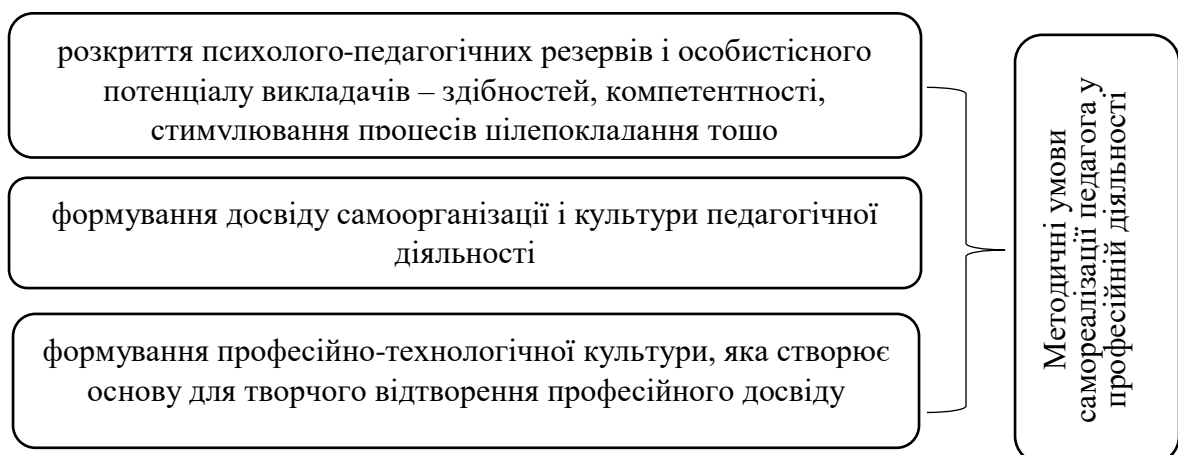 розкриття психолого-педагогічних резервів і особистісного
потенціалу викладачів – здібностей, компетентності,
стимулювання процесів цілепокладання тощо
формування досвіду самоорганізації і культури педагогічної
діяльності
формування професійно-технологічної культури, яка створює
основу для творчого відтворення професійного досвіду
Методичні умови
самореалізації педагога у
професійній діяльності